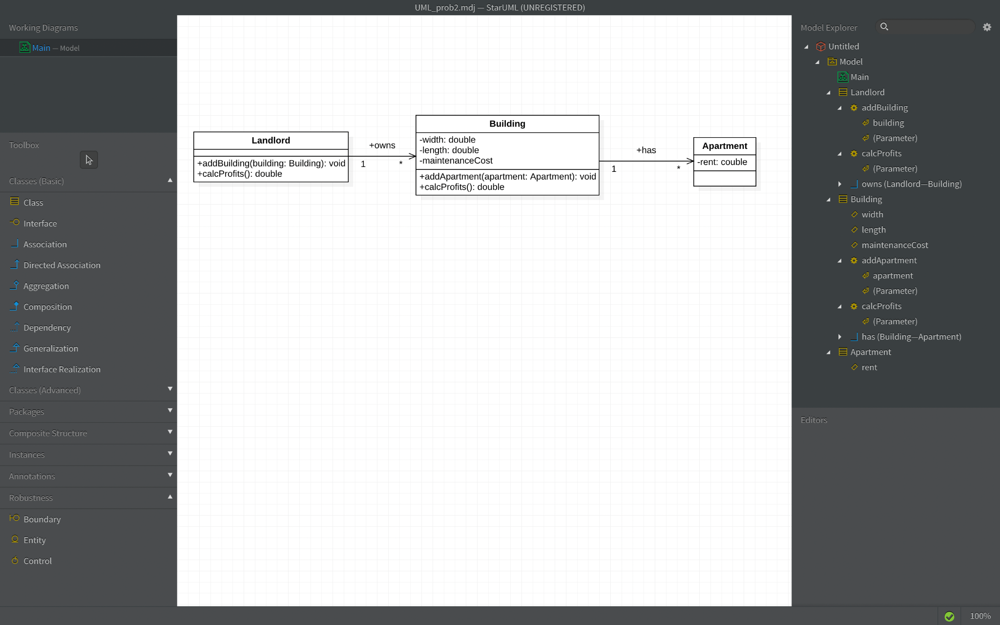 UML_prob2.mdj — StarUML (UNREGISTERED)
Working Diagrams
Main — Model
Toolbox
Classes (Basic)
Class
Interface
Association
Directed Association
Aggregation
Composition
Dependency
Generalization
Interface Realization
Classes (Advanced)
Packages
Composite Structure
Instances
Annotations
Robustness
Boundary
Entity
Control
Landlord
+addBuilding(building: Building): void
+calcProfits(): double
+owns
1
*
Building
-width: double
-length: double
-maintenanceCost
+addApartment(apartment: Apartment): void
+calcProfits(): double
+has
1
*
Apartment
-rent: couble
Model Explorer
Untitled
Model
Main
Landlord
addBuilding
building
(Parameter)
calcProfits
(Parameter)
owns (Landlord—Building)
Building
width
length
maintenanceCost
addApartment
apartment
(Parameter)
calcProfits
(Parameter)
has (Building—Apartment)
Apartment
rent
Editors
100%